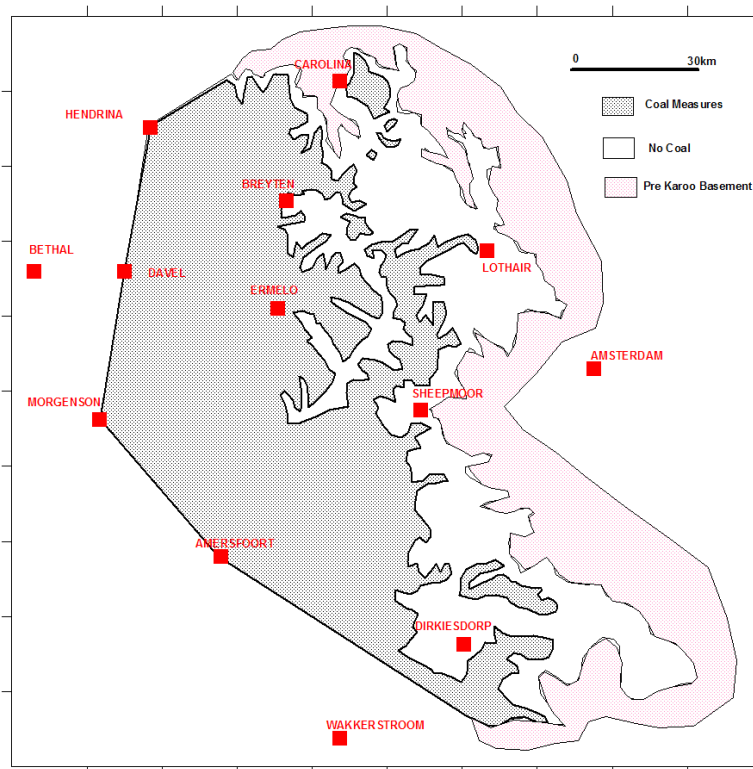 CAROLINA
0 30km
HENDRINA
Coal Measures
No Coal
BREYTEN
Pre Karoo Basement
BETHAL
DAVEL
LOTHAIR
ERMELO
AMSTERDAM
MORGENSON
SHEEPMOOR
AMERSFOORT
DIRKIESDORP
WAKKERSTROOM